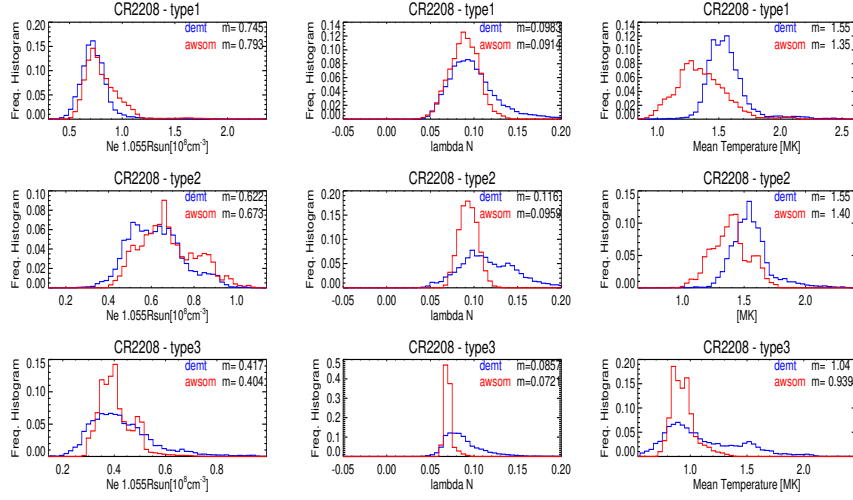 CR2208 - type1
demt m= 0.745
awsom m= 0.793
Freq. Histogram
0.20
0.15
0.10
0.05
0.00
0.5 1.0 1.5 2.0
Ne 1.055Rsun[10^8cm^-3]
CR2208 - type1
demt m=0.0983
awsom m=0.0914
Freq. Histogram
0.14
0.12
0.10
0.08
0.06
0.04
0.02
0.00
-0.05 0.00 0.05 0.10 0.15 0.20
lambda N
CR2208 - type1
demt m= 1.55
awsom m= 1.35
Freq. Histogram
0.14
0.12
0.10
0.08
0.06
0.04
0.02
0.00
1.0 1.5 2.0 2.5
Mean Temperature [MK]
CR2208 - type2
demt m= 0.622
awsom m= 0.673
Freq. Histogram
0.10
0.08
0.06
0.04
0.02
0.00
0.2 0.4 0.6 0.8 1.0
Ne 1.055Rsun[10^8cm^-3]
CR2208 - type2
demt m= 0.116
awsom m=0.0959
Freq. Histogram
0.20
0.15
0.10
0.05
0.00
-0.05 0.00 0.05 0.10 0.15 0.20
lambda N
CR2208 - type2
demt m= 1.55
awsom m= 1.40
Freq. Histogram
0.15
0.10
0.05
0.00
1.0 1.5 2.0
[MK]
CR2208 - type3
demt m= 0.417
awsom m= 0.404
Freq. Histogram
0.15
0.10
0.05
0.00
0.2 0.4 0.6 0.8
Ne 1.055Rsun[10^8cm^-3]
CR2208 - type3
demt m=0.0857
awsom m=0.0721
Freq. Histogram
0.5
0.4
0.3
0.2
0.1
0.0
-0.05 0.00 0.05 0.10 0.15 0.20
lambda N
CR2208 - type3
demt m= 1.04
awsom m= 0.939
Freq. Histogram
0.20
0.15
0.10
0.05
0.00
1.0 1.5 2.0
Mean Temperature [MK]